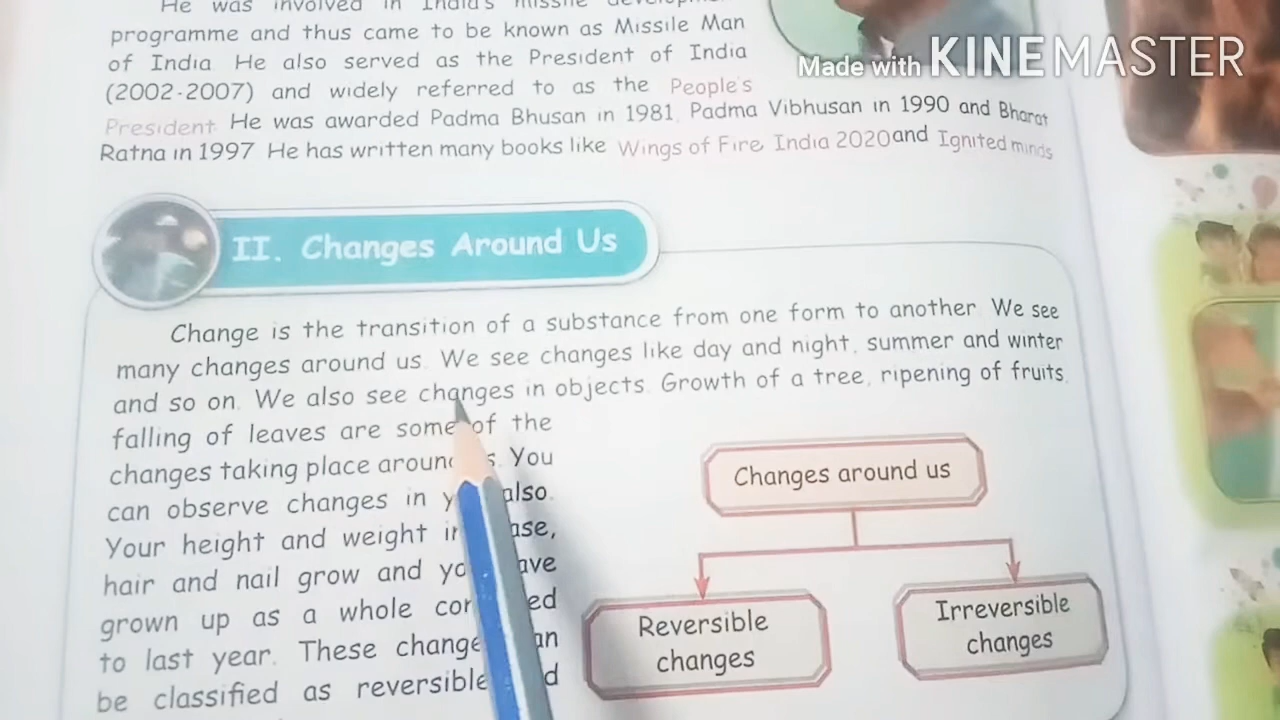 He was involved in India's missile
programme and thus came to be known as Missile Man
of India He also served as the President of India
(2002-2007) and widely referred to as the People's
President. He was awarded Padma Bhusan in 1981, Padma Vibhusan in 1990 and Bharat
Ratna in 1997 He has written many books like Wings of Fire, India 2020 and Ignited minds
Made with KINEMASTER
II. Changes Around Us
Change is the transition of a substance from one form to another. We see
many changes around us. We see changes like day and night, summer and winter
and so on. We also see changes in objects. Growth of a tree, ripening of fruits,
falling of leaves are some of the
changes taking place around You
can observe changes in also.
Your height and weight
hair and nail grow and
grown up as a whole
to last year. These
be classified as reversible
Changes around us
Reversible
changes
Irreversible
changes